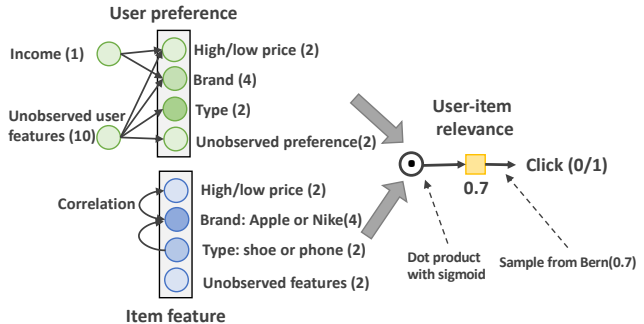 User preference
Income (1)
Unobserved user
features (10)
High/low price (2)
Brand (4)
Type (2)
Unobserved preference(2)
Correlation
High/low price (2)
Brand: Apple or Nike(4)
Type: shoe or phone (2)
Unobserved features (2)
Item feature
User-item
relevance
0.7
Click (0/1)
Dot product
with sigmoid
Sample from Bern(0.7)